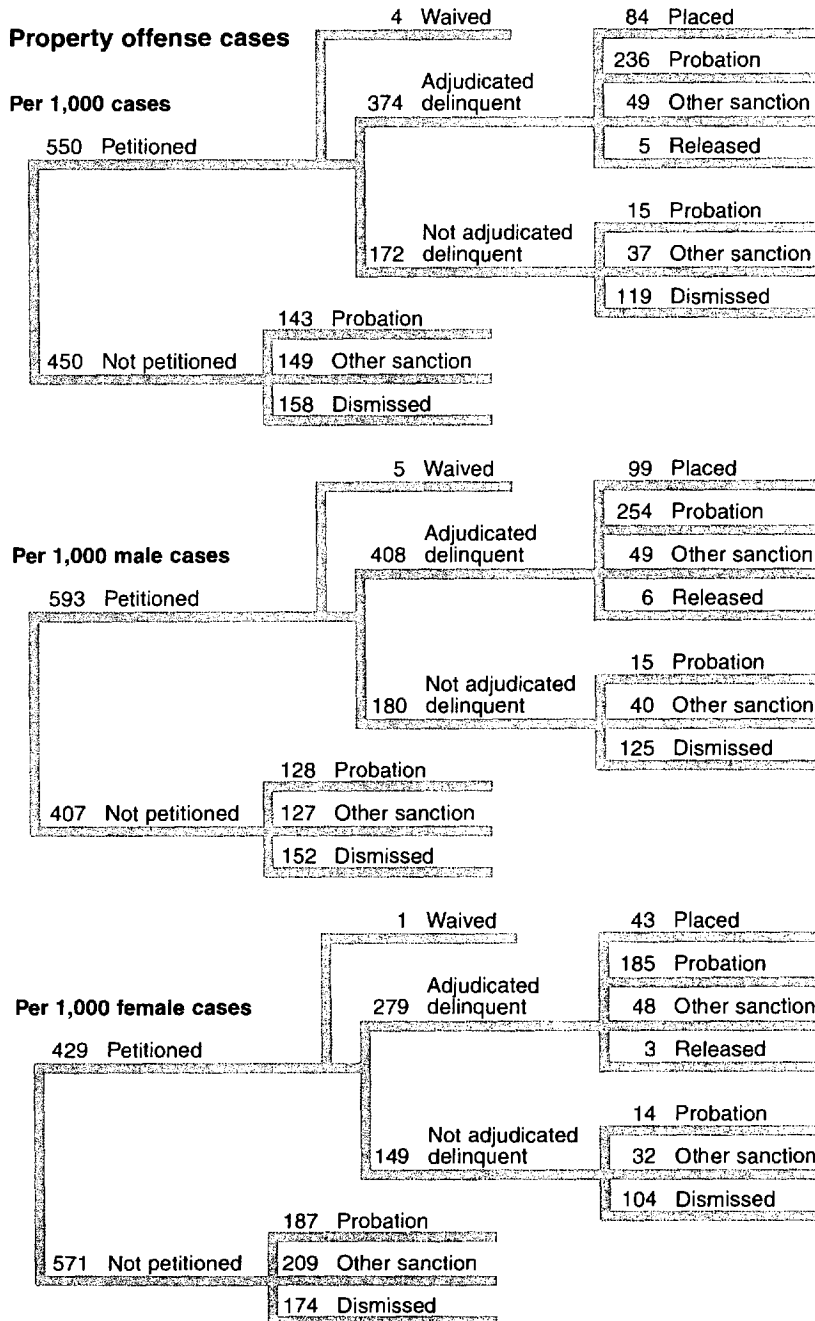 Property offense cases
Per 1,000 cases
4 Waived
84 Placed
236 Probation
374 Adjudicated
delinquent
49 Other sanction
5 Released
550 Petitioned
15 Probation
172 Not adjudicated
delinquent
37 Other sanction
119 Dismissed
143 Probation
450 Not petitioned
149 Other sanction
158 Dismissed
Per 1,000 male cases
5 Waived
99 Placed
254 Probation
408 Adjudicated
delinquent
49 Other sanction
6 Released
593 Petitioned
15 Probation
180 Not adjudicated
delinquent
40 Other sanction
125 Dismissed
128 Probation
407 Not petitioned
127 Other sanction
152 Dismissed
Per 1,000 female cases
1 Waived
43 Placed
185 Probation
279 Adjudicated
delinquent
48 Other sanction
3 Released
429 Petitioned
14 Probation
149 Not adjudicated
delinquent
32 Other sanction
104 Dismissed
187 Probation
571 Not petitioned
209 Other sanction
174 Dismissed